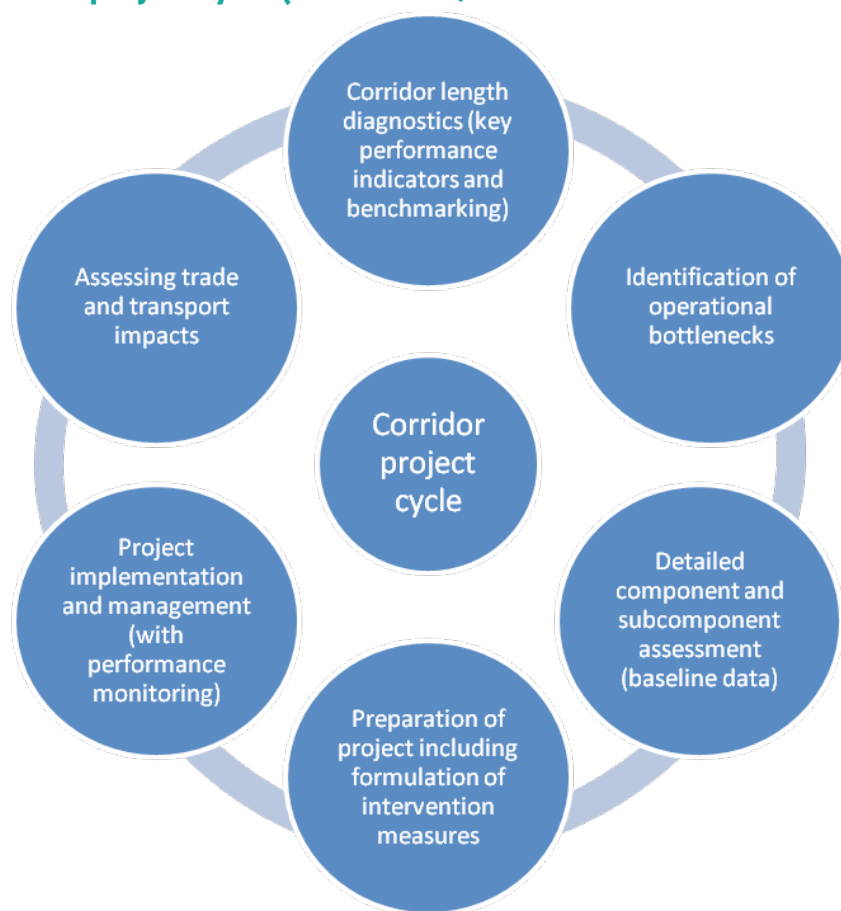 Corridor length
diagnostics (key
performance
indicators and
benchmarking)
Identification of
operational
bottlenecks
Detailed
component and
subcomponent
assessment
(baseline data)
Preparation of
project including
formulation of
intervention
measures
Project
implementation
and management
(with
performance
monitoring)
Assessing trade
and transport
impacts
Corridor
project
cycle